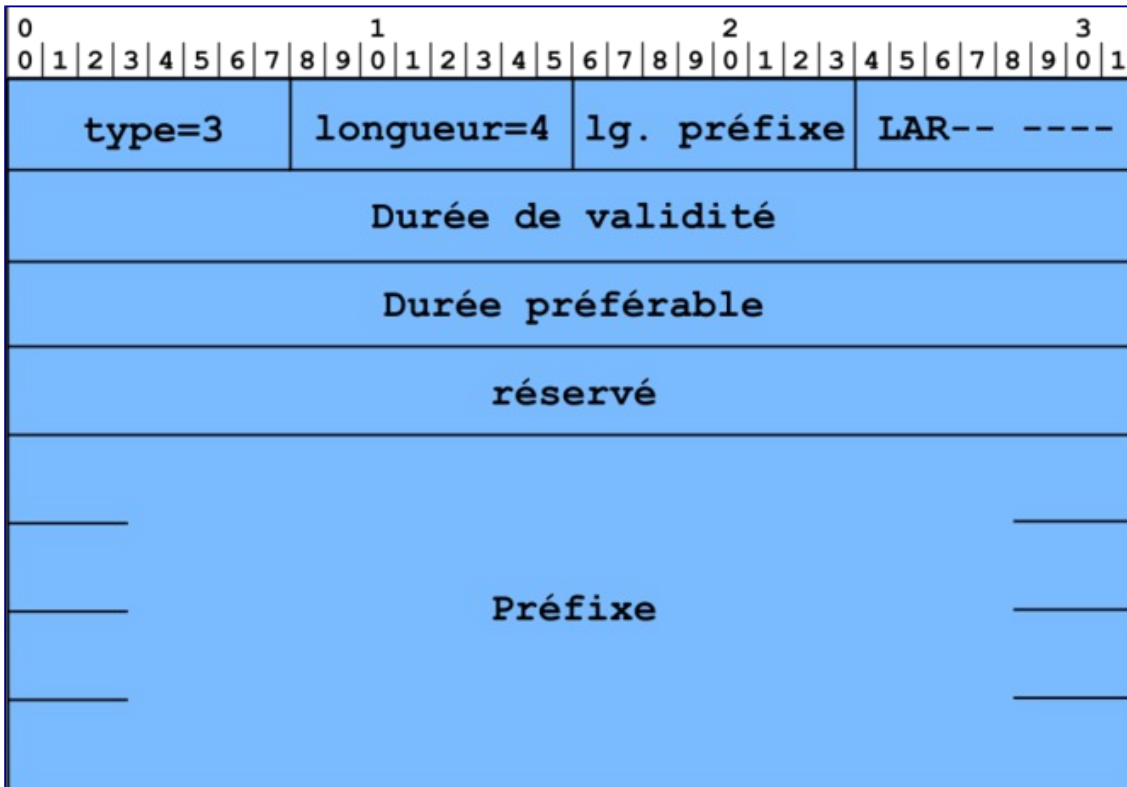 0 1 2 3
0 1 2 3 4 5 6 7 8 9 0 1 2 3 4 5 6 7 8 9 0 1 2 3 4 5 6 7 8 9 0 1
type=3 longueur=4 lg. préfixe LAR-- ----
Durée de validité
Durée préférable
réservé
Préfixe